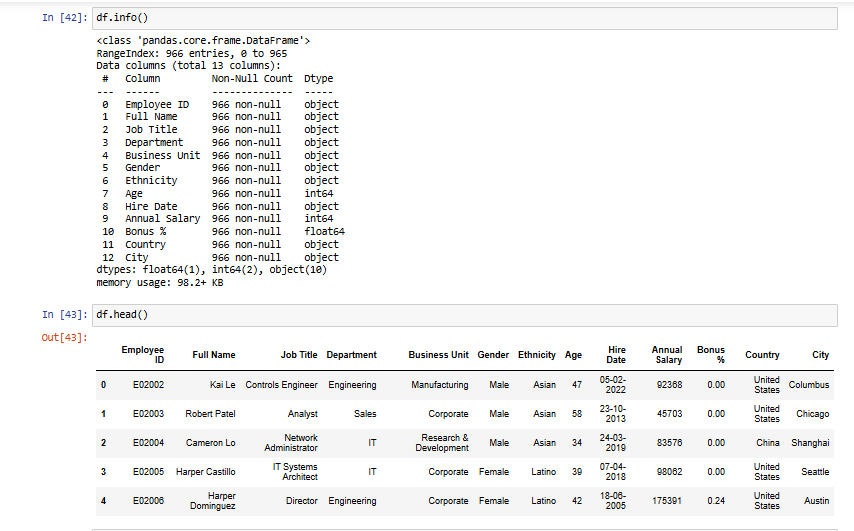 In [42]: df.info()
<class 'pandas.core.frame.DataFrame'>
RangeIndex: 966 entries, 0 to 965
Data columns (total 13 columns):
# Column Non-Null Count Dtype
--- ------ -------------- -----
0 Employee ID 966 non-null object
1 Full Name 966 non-null object
2 Job Title 966 non-null object
3 Department 966 non-null object
4 Business Unit 966 non-null object
5 Gender 966 non-null object
6 Ethnicity 966 non-null object
7 Age 966 non-null int64
8 Hire Date 966 non-null object
9 Annual Salary 966 non-null int64
10 Bonus % 966 non-null float64
11 Country 966 non-null object
12 City 966 non-null object
dtypes: float64(1), int64(2), object(10)
memory usage: 98.2+ KB
In [43]: df.head()
Out[43]:
Employee ID Full Name Job Title Department Business Unit Gender Ethnicity Age Hire Date Annual Salary Bonus % Country City
0 E02002 Kai Le Controls Engineer Engineering Manufacturing Male Asian 47 05-02-2022 92368 0.00 United States Columbus
1 E02003 Robert Patel Analyst Sales Corporate Male Asian 58 23-10-2013 45703 0.00 United States Chicago
2 E02004 Cameron Lo Network Administrator IT Research & Development Male Asian 34 24-03-2019 83576 0.00 China Shanghai
3 E02005 Harper Castillo IT Systems Architect IT Corporate Female Latino 39 07-04-2018 98062 0.00 United States Seattle
4 E02006 Harper Dominguez Director Engineering Corporate Female Latino 42 18-06-2005 175391 0.24 United States Austin